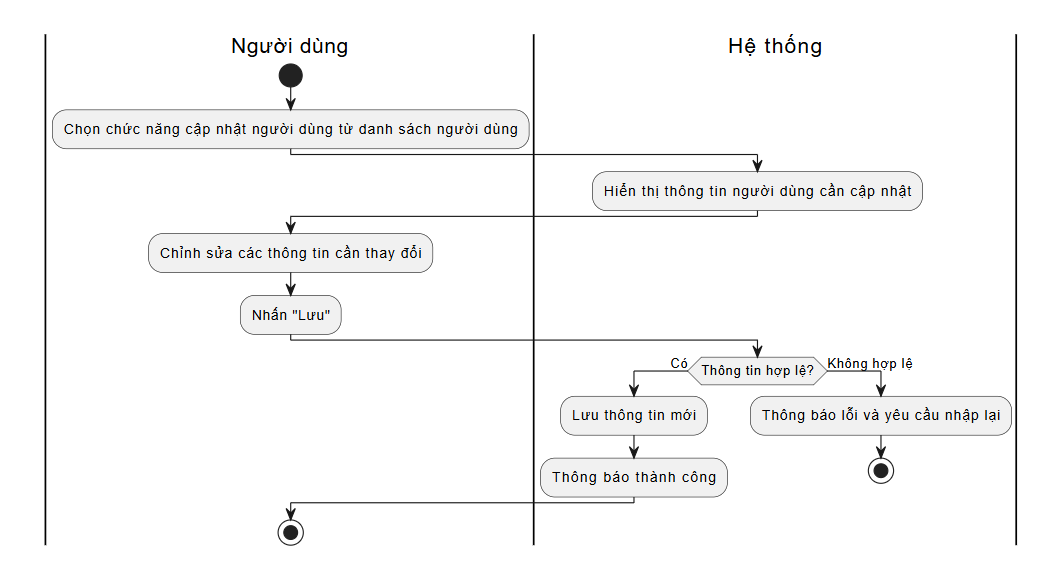 Người dùng
Hệ thống
Chọn chức năng cập nhật người dùng từ danh sách người dùng
Hiển thị thông tin người dùng cần cập nhật
Chỉnh sửa các thông tin cần thay đổi
Nhấn "Lưu"
Thông tin hợp lệ?
Có
Không hợp lệ
Lưu thông tin mới
Thông báo lỗi và yêu cầu nhập lại
Thông báo thành công